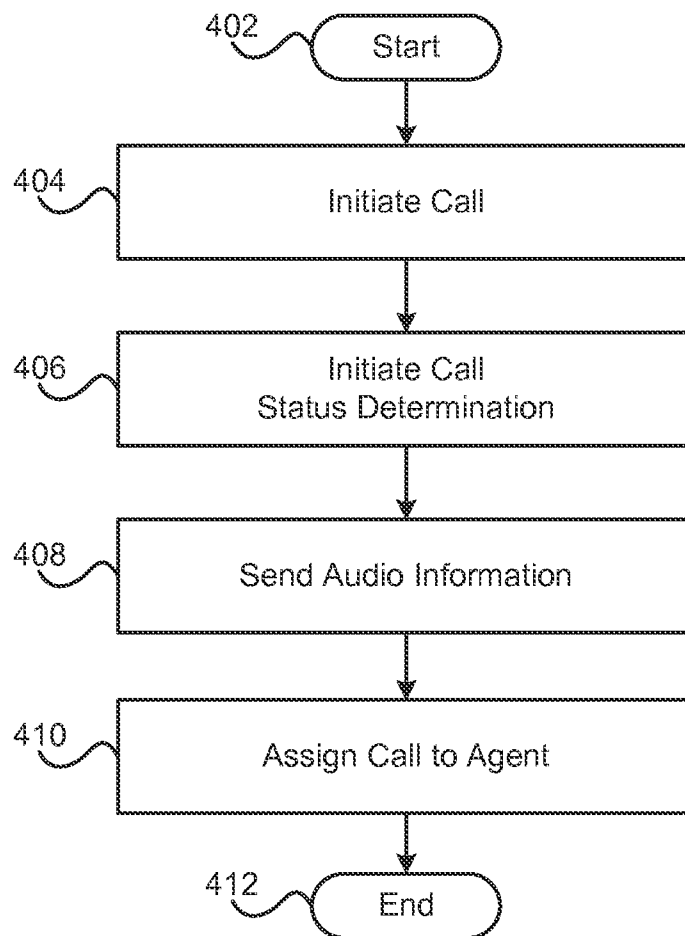 402
Start
404
Initiate Call
406
Initiate Call
Status Determination
408
Send Audio Information
410
Assign Call to Agent
412
End